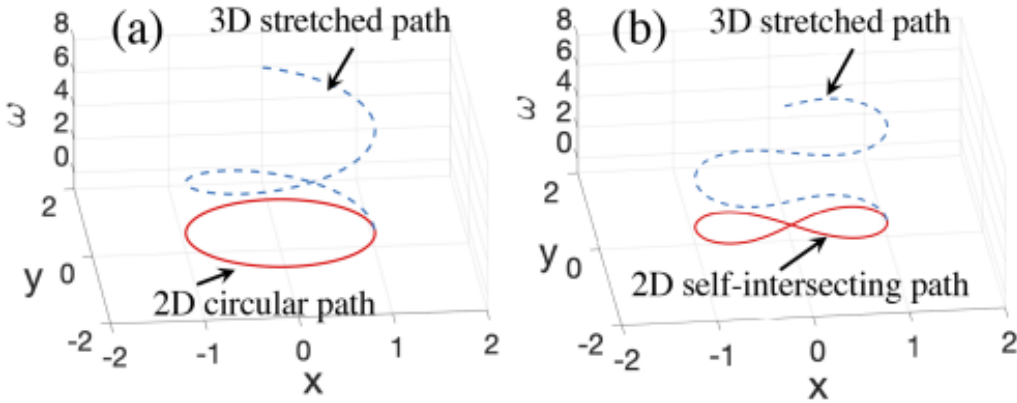 (a)
3D stretched path
8
6
4
2
0
ω
2
0
-2
y
2D circular path
-2
-1
0
1
2
x
(b)
3D stretched path
8
6
4
2
0
ω
2
0
-2
y
2D self-intersecting path
-2
-1
0
1
2
x